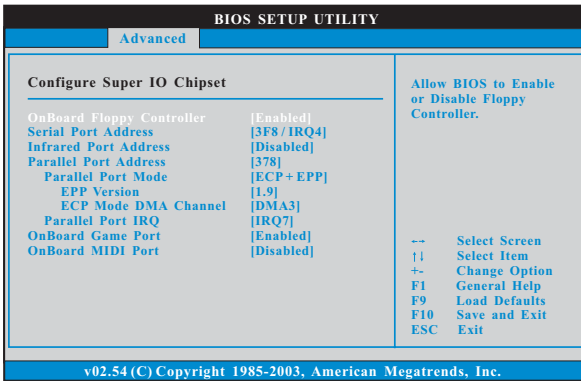 BIOS SETUP UTILITY
Advanced
Configure Super IO Chipset
OnBoard Floppy Controller [Enabled]
Serial Port Address [3F8 / IRQ4]
Infrared Port Address [Disabled]
Parallel Port Address [378]
Parallel Port Mode [ECP + EPP]
EPP Version [1.9]
ECP Mode DMA Channel [DMA3]
Parallel Port IRQ [IRQ7]
OnBoard Game Port [Enabled]
OnBoard MIDI Port [Disabled]
Allow BIOS to Enable
or Disable Floppy
Controller.
←→ Select Screen
↑↓ Select Item
+- Change Option
F1 General Help
F9 Load Defaults
F10 Save and Exit
ESC Exit
v02.54 (C) Copyright 1985-2003, American Megatrends, Inc.